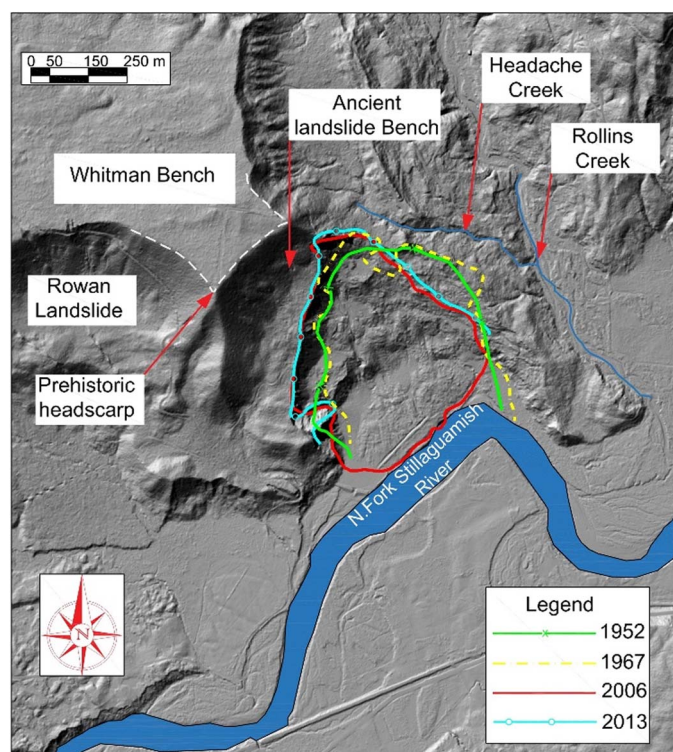 0 50 150 250 m
Headache
Creek
Ancient
landslide Bench
Rollins
Creek
Whitman Bench
Rowan
Landslide
Prehistoric
headscarp
N.Fork Stillaguamish
River
N
Legend
1952
1967
2006
2013